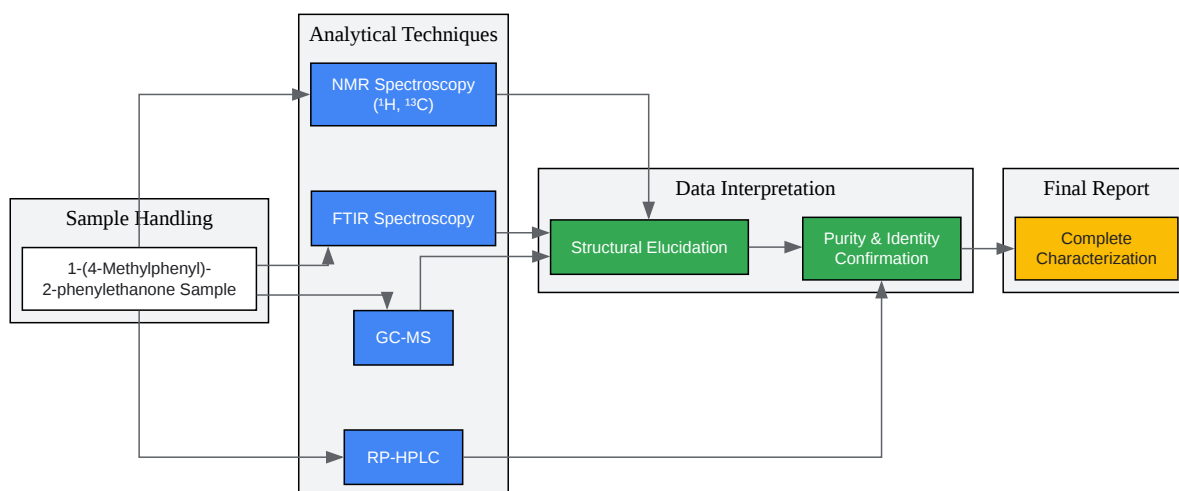 Analytical Techniques
NMR Spectroscopy
(¹H, ¹³C)
FTIR Spectroscopy
GC-MS
RP-HPLC
Sample Handling
1-(4-Methylphenyl)-
2-phenylethanone Sample
Data Interpretation
Structural Elucidation
Purity & Identity
Confirmation
Final Report
Complete
Characterization